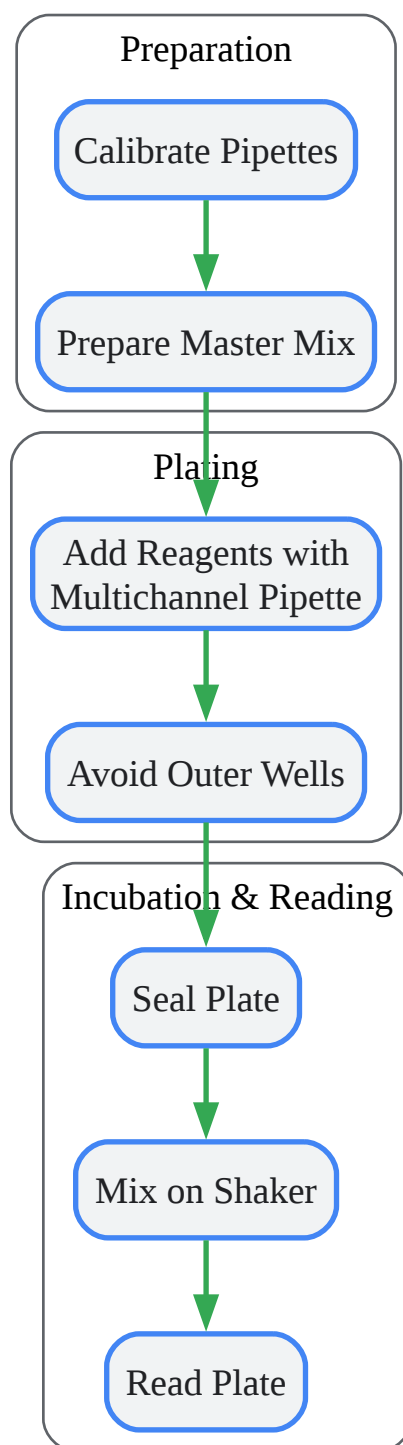 Preparation
Calibrate Pipettes
Prepare Master Mix
Plating
Add Reagents with
Multichannel Pipette
Avoid Outer Wells
Incubation & Reading
Seal Plate
Mix on Shaker
Read Plate